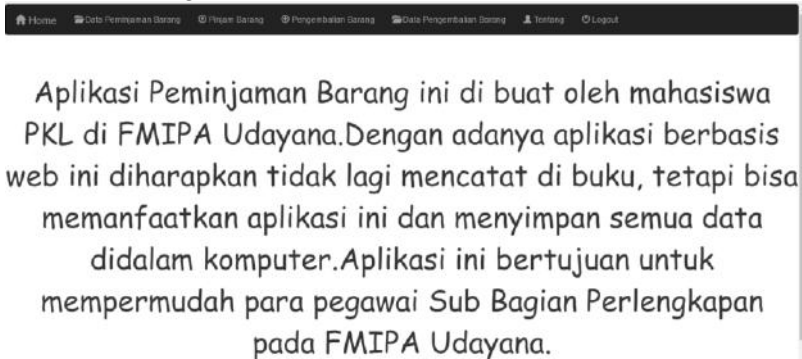 Home Data Peminjaman Barang Pinjam Barang Pengembalian Barang Data Pengembalian Barang Tentang Logout
Aplikasi Peminjaman Barang ini di buat oleh mahasiswa
PKL di FMIPA Udayana.Dengan adanya aplikasi berbasis
web ini diharapkan tidak lagi mencatat di buku, tetapi bisa
memanfaatkan aplikasi ini dan menyimpan semua data
didalam komputer.Aplikasi ini bertujuan untuk
mempermudah para pegawai Sub Bagian Perlengkapan
pada FMIPA Udayana.